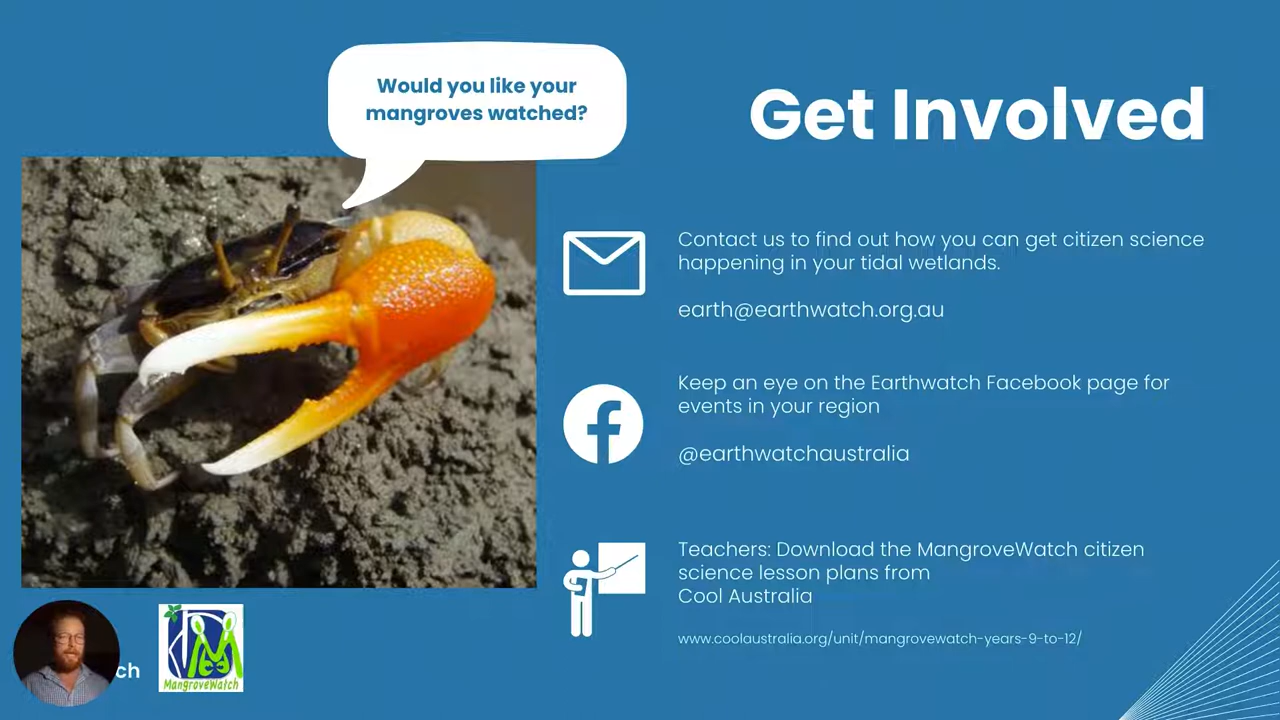 Would you like your
mangroves watched?
Get Involved
Contact us to find out how you can get citizen science
happening in your tidal wetlands.
earth@earthwatch.org.au
Keep an eye on the Earthwatch Facebook page for
events in your region
@earthwatchaustralia
Teachers: Download the MangroveWatch citizen
science lesson plans from
Cool Australia
www.coolaustralia.org/unit/mangrovewatch-years-9-to-12/
ch
MangroveWatch